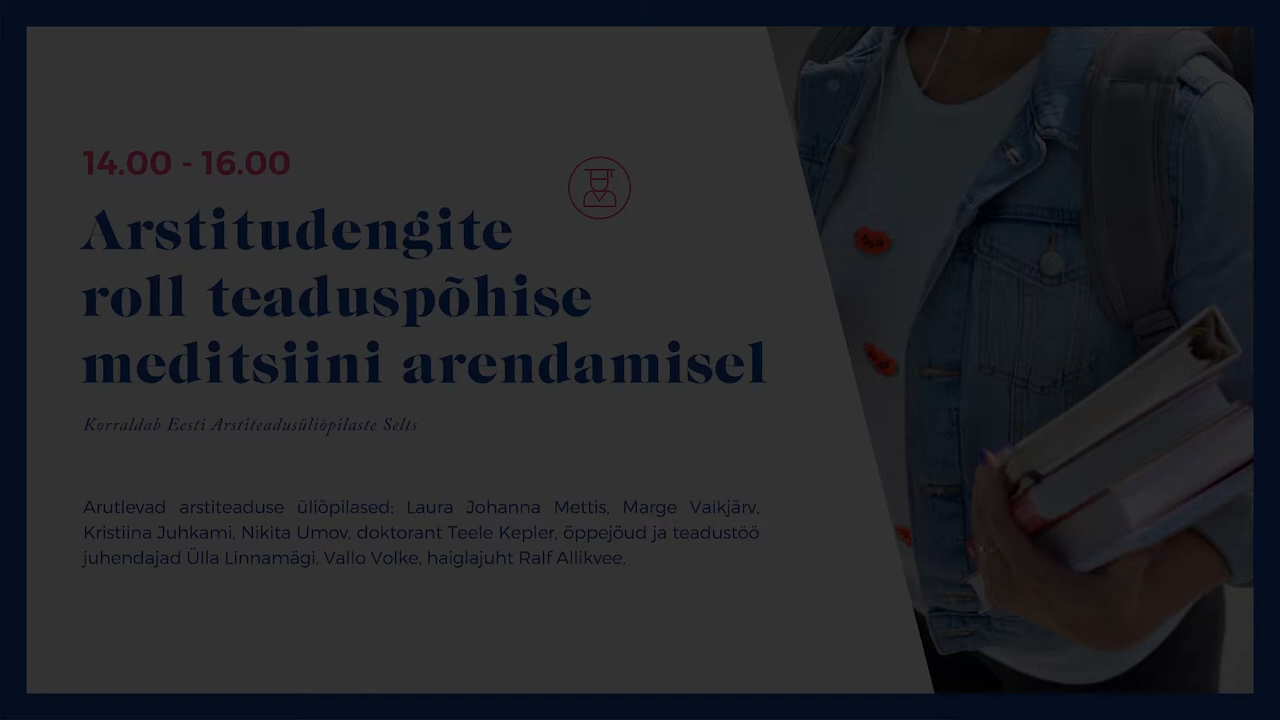 14.00 - 16.00
Arstitudengite
roll teaduspõhise
meditsiini arendamisel
Korraldab Eesti Arstiteadusüliõpilaste Selts
Arutlevad arstiteaduse üliõpilased: Laura Johanna Mettis, Marge Vaikjärv,
Kristiina Juhkami, Nikita Umov, doktorant Teele Kepler, õppejõud ja teadustöö
juhendajad Ülla Linnamägi, Vallo Volke, haiglajuht Ralf Allikvee.